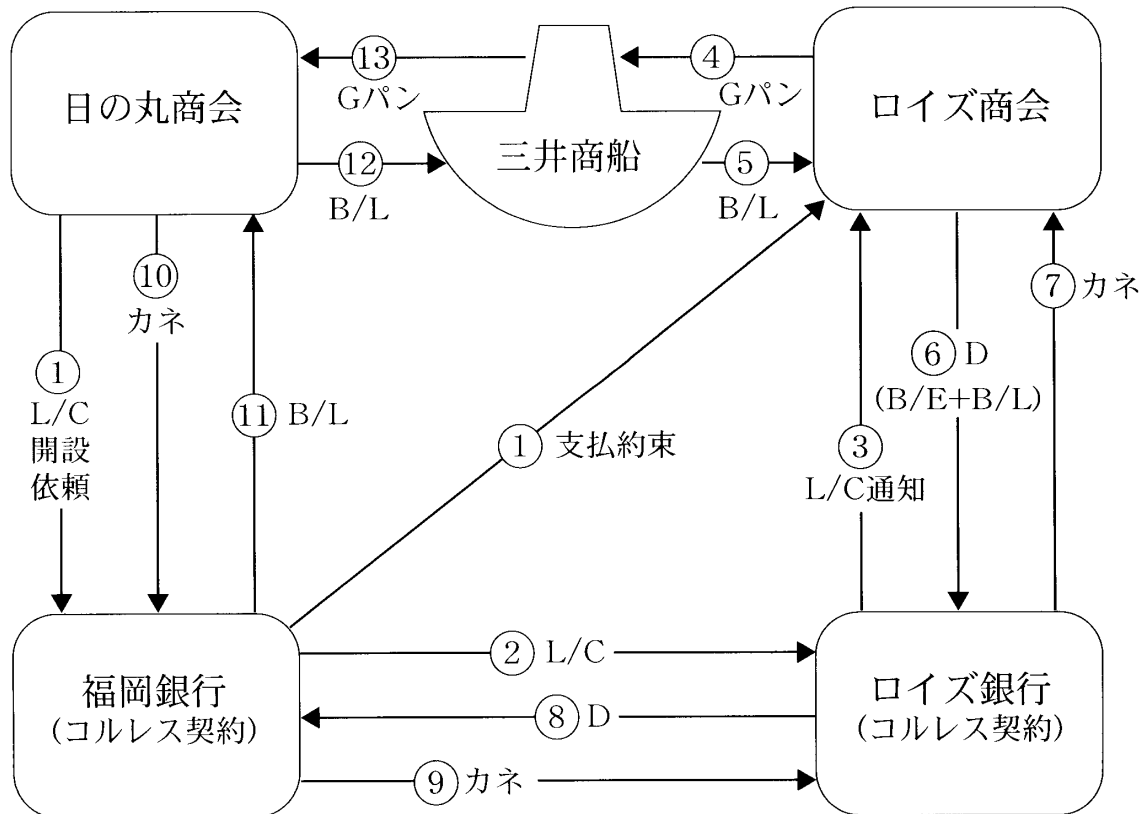 日の丸商会
⑬
Gパン
⑫
B/L
三井商船
④
Gパン
⑤
B/L
ロイズ商会
①
L/C
開設
依頼
⑩
カネ
⑪ B/L
① 支払約束
③
L/C通知
⑥ D
(B/E+B/L)
⑦ カネ
福岡銀行
(コルレス契約)
② L/C
⑧ D
⑨ カネ
ロイズ銀行
(コルレス契約)